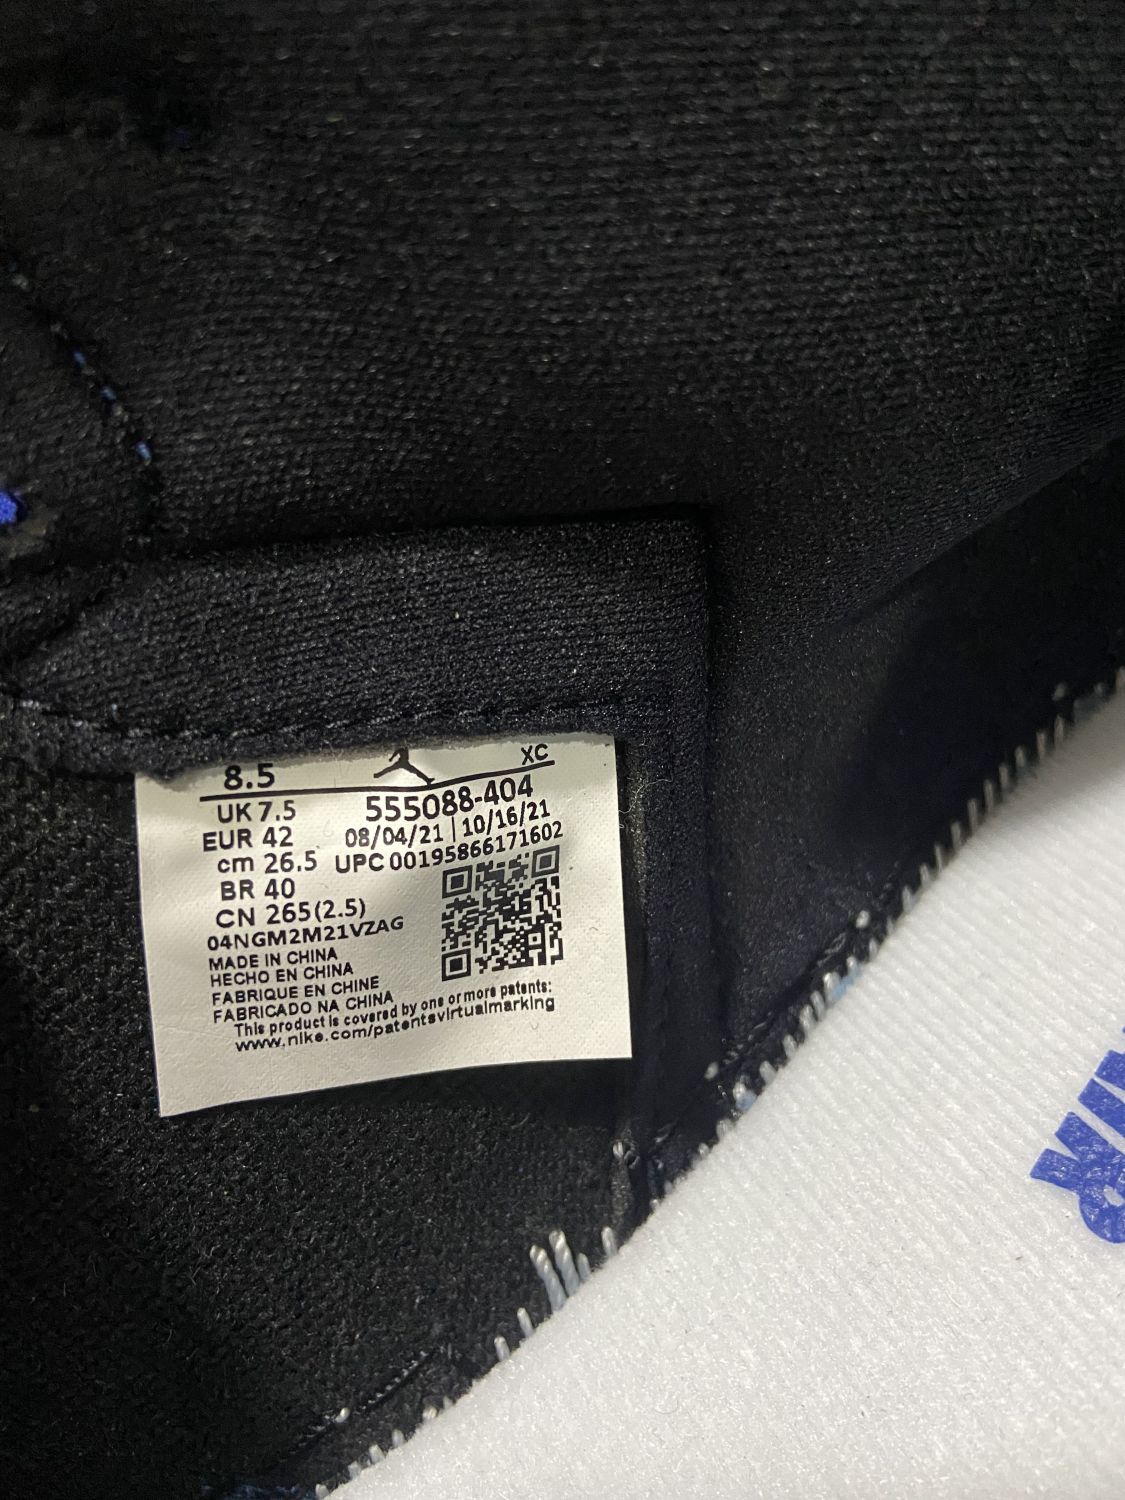 8.5 XC
UK 7.5 555088-404
EUR 42 08/04/21 | 10/16/21
cm 26.5 UPC 00195866171602
BR 40
CN 265(2.5)
04NGM2M21VZAG
MADE IN CHINA
HECHO EN CHINA
FABRIQUE EN CHINE
FABRICADO NA CHINA
This product is covered by one or more patents:
www.nike.com/patentsvirtualmarking